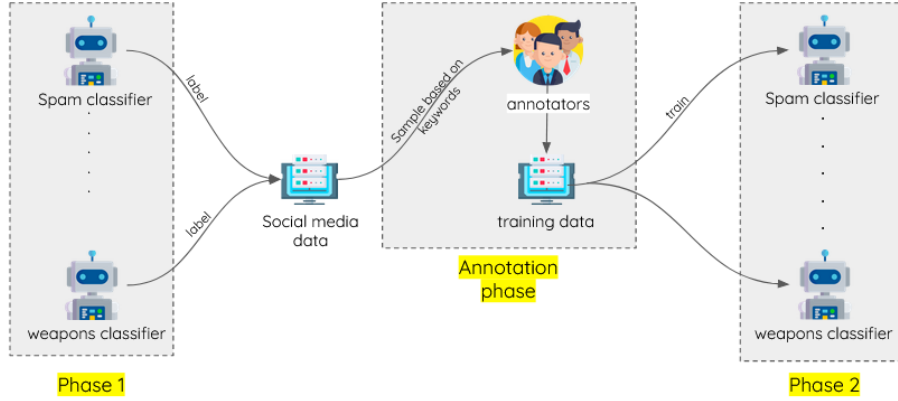 Spam classifier
label
label
weapons classifier
Phase 1
Social media
data
Sample based on
keywords
annotators
training data
Annotation
phase
train
Spam classifier
weapons classifier
Phase 2